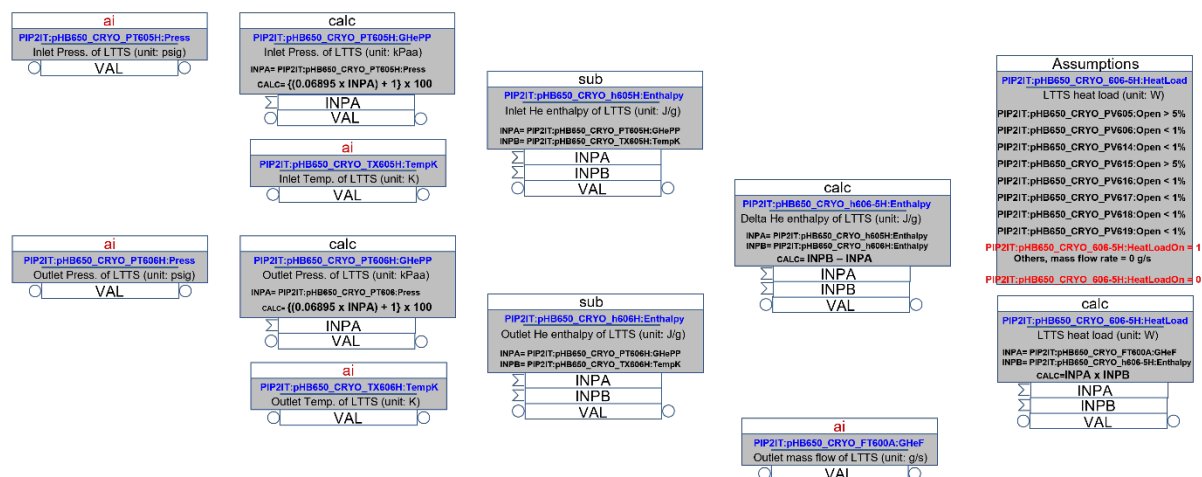 ai
PIP2IT:pHB650_CRYO_PT605H:Press
Inlet Press. of LTTS (unit: psig)
VAL
calc
PIP2IT:pHB650_CRYO_PT605H:GHePP
Inlet Press. of LTTS (unit: kPaa)
INPA= PIP2IT:pHB650_CRYO_PT605H:Press
CALC= {(0.06895 x INPA) + 1} x 100
INPA
VAL
ai
PIP2IT:pHB650_CRYO_TX605H:TempK
Inlet Temp. of LTTS (unit: K)
VAL
sub
PIP2IT:pHB650_CRYO_h605H:Enthalpy
Inlet He enthalpy of LTTS (unit: J/g)
INPA= PIP2IT:pHB650_CRYO_PT605H:GHePP
INPB= PIP2IT:pHB650_CRYO_TX605H:TempK
INPA
INPB
VAL
ai
PIP2IT:pHB650_CRYO_PT606H:Press
Outlet Press. of LTTS (unit: psig)
VAL
calc
PIP2IT:pHB650_CRYO_PT606H:GHePP
Outlet Press. of LTTS (unit: kPaa)
INPA= PIP2IT:pHB650_CRYO_PT606:Press
CALC= {(0.06895 x INPA) + 1} x 100
INPA
VAL
ai
PIP2IT:pHB650_CRYO_TX606H:TempK
Outlet Temp. of LTTS (unit: K)
VAL
sub
PIP2IT:pHB650_CRYO_h606H:Enthalpy
Outlet He enthalpy of LTTS (unit: J/g)
INPA= PIP2IT:pHB650_CRYO_PT606H:GHePP
INPB= PIP2IT:pHB650_CRYO_TX606H:TempK
INPA
INPB
VAL
calc
PIP2IT:pHB650_CRYO_h606-5H:Enthalpy
Delta He enthalpy of LTTS (unit: J/g)
INPA= PIP2IT:pHB650_CRYO_h605H:Enthalpy
INPB= PIP2IT:pHB650_CRYO_h606H:Enthalpy
CALC= INPB – INPA
INPA
INPB
VAL
ai
PIP2IT:pHB650_CRYO_FT600A:GHeF
Outlet mass flow of LTTS (unit: g/s)
VAL
Assumptions
PIP2IT:pHB650_CRYO_606-5H:HeatLoad
LTTS heat load (unit: W)
PIP2IT:pHB650_CRYO_PV605:Open > 5%
PIP2IT:pHB650_CRYO_PV606:Open < 1%
PIP2IT:pHB650_CRYO_PV614:Open < 1%
PIP2IT:pHB650_CRYO_PV615:Open > 5%
PIP2IT:pHB650_CRYO_PV616:Open < 1%
PIP2IT:pHB650_CRYO_PV617:Open < 1%
PIP2IT:pHB650_CRYO_PV618:Open < 1%
PIP2IT:pHB650_CRYO_PV619:Open < 1%
PIP2IT:pHB650_CRYO_606-5H:HeatLoadOn = 1
Others, mass flow rate = 0 g/s
PIP2IT:pHB650_CRYO_606-5H:HeatLoadOn = 0
calc
PIP2IT:pHB650_CRYO_606-5H:HeatLoad
LTTS heat load (unit: W)
INPA= PIP2IT:pHB650_CRYO_FT600A:GHeF
INPB= PIP2IT:pHB650_CRYO_h606-5H:Enthalpy
CALC=INPA x INPB
INPA
INPB
VAL